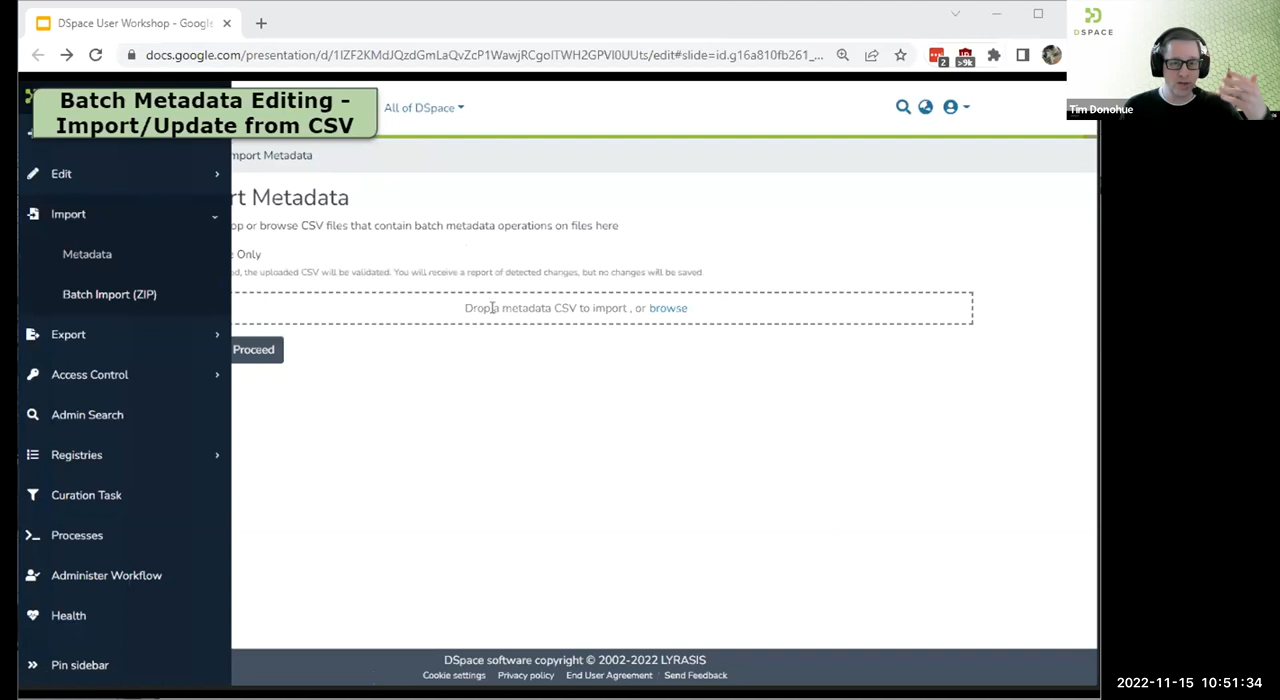 DSpace User Workshop - Googl
docs.google.com/presentation/d/1IZF2KMdJQzdGmLaQvZcP1WawjRCgoITWH2GPVI0UUts/edit#slide=id.g16a810fb261_...
2
>9k
DSPACE
Tim Donohue
Batch Metadata Editing -
Import/Update from CSV
All of DSpace
mport Metadata
Edit
rt Metadata
Import
op or browse CSV files that contain batch metadata operations on files here
Metadata
e Only
ed, the uploaded CSV will be validated. You will receive a report of detected changes, but no changes will be saved
Batch Import (ZIP)
Drop a metadata CSV to import , or browse
Export
Proceed
Access Control
Admin Search
Registries
Curation Task
Processes
Administer Workflow
Health
Pin sidebar
DSpace software copyright © 2002-2022 LYRASIS
Cookie settings Privacy policy End User Agreement Send Feedback
2022-11-15 10:51:34